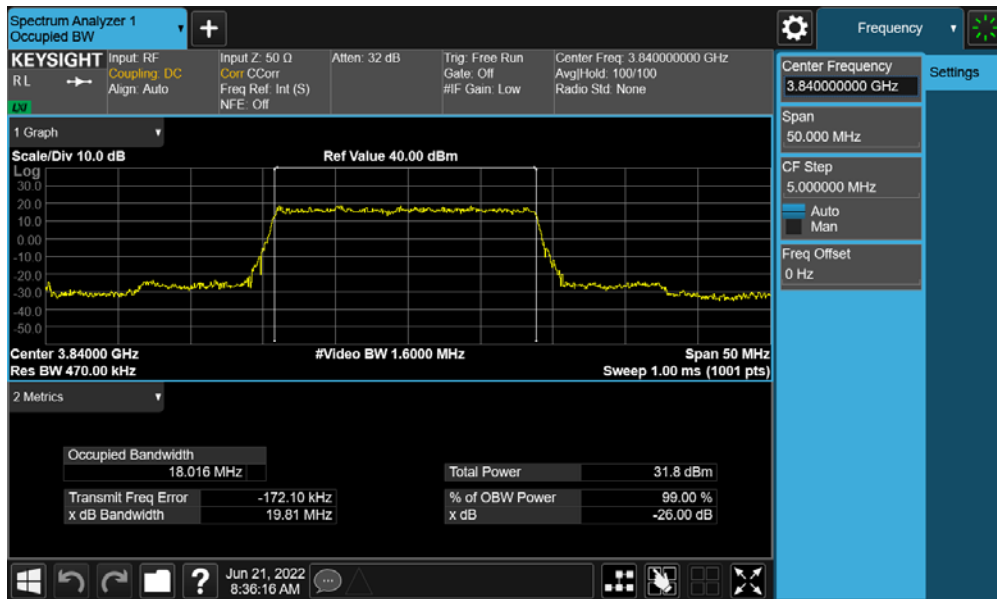 Spectrum Analyzer 1
Occupied BW
Frequency
KEYSIGHT
R L
LXI
Input: RF
Coupling: DC
Align: Auto
Input Z: 50 Ω
Corr CCorr
Freq Ref: Int (S)
NFE: Off
Atten: 32 dB
Trig: Free Run
Gate: Off
#IF Gain: Low
Center Freq: 3.840000000 GHz
Avg|Hold: 100/100
Radio Std: None
Center Frequency
3.840000000 GHz
Settings
Span
50.000 MHz
CF Step
5.000000 MHz
Auto
Man
Freq Offset
0 Hz
1 Graph
Scale/Div 10.0 dB
Ref Value 40.00 dBm
Log
30.0
20.0
10.0
0.00
-10.0
-20.0
-30.0
-40.0
-50.0
Center 3.84000 GHz
#Video BW 1.6000 MHz
Span 50 MHz
Res BW 470.00 kHz
Sweep 1.00 ms (1001 pts)
2 Metrics
Occupied Bandwidth
18.016 MHz
Total Power 31.8 dBm
Transmit Freq Error -172.10 kHz
% of OBW Power 99.00 %
x dB Bandwidth 19.81 MHz
x dB -26.00 dB
?
Jun 21, 2022
8:36:16 AM